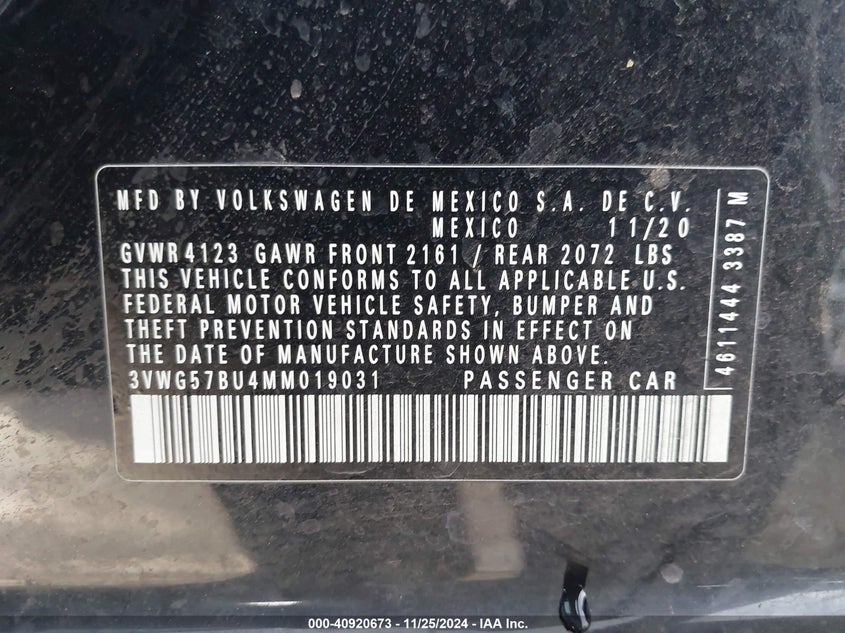 MFD BY VOLKSWAGEN DE MEXICO S.A. DE C.V.
MEXICO 11/20
GVWR 4123 GAWR FRONT 2161 / REAR 2072 LBS
THIS VEHICLE CONFORMS TO ALL APPLICABLE U.S.
FEDERAL MOTOR VEHICLE SAFETY, BUMPER AND
THEFT PREVENTION STANDARDS IN EFFECT ON
THE DATE OF MANUFACTURE SHOWN ABOVE.
3VWG57BU4MM019031 PASSENGER CAR
4611444 3387 M
000-40920673 - 11/25/2024 - IAA Inc.